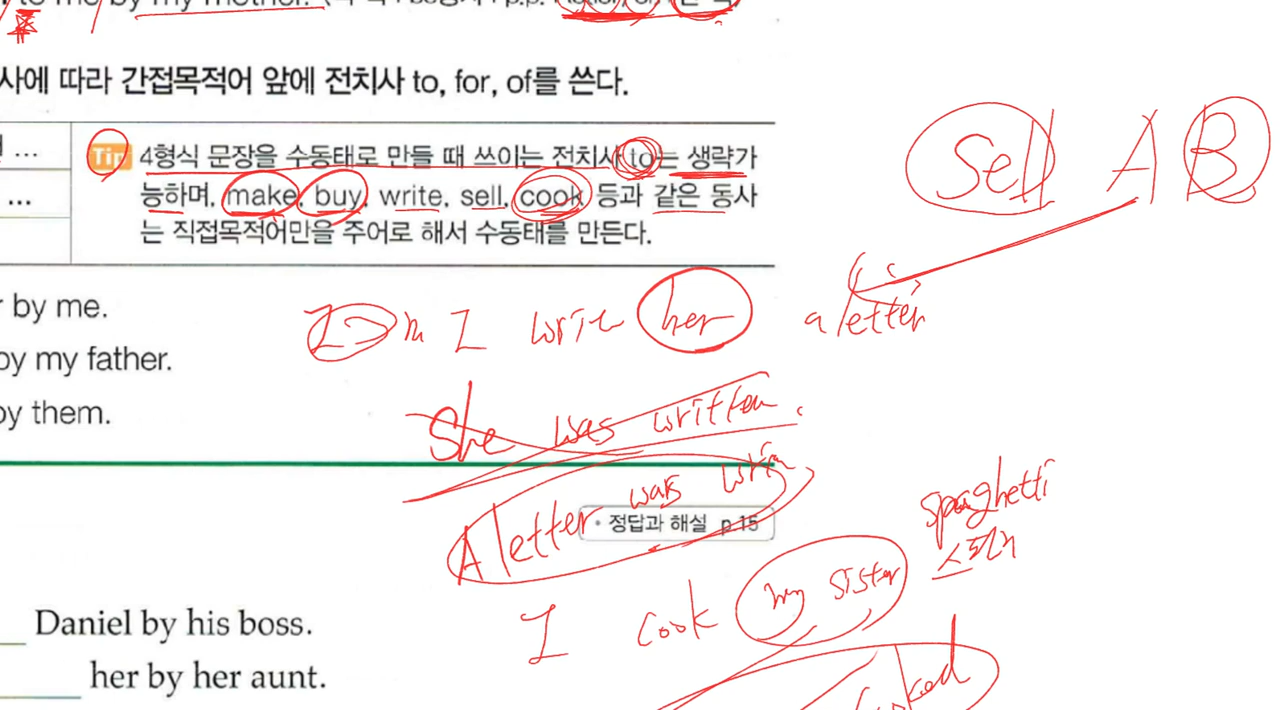 to me by my mother.
사에 따라 간접목적어 앞에 전치사 to, for, of를 쓴다.
...
Tip 4형식 문장을 수동태로 만들 때 쓰이는 전치사 to는 생략가
...
능하며, make, buy, write, sell, cook 등과 같은 동사
는 직접목적어만을 주어로 해서 수동태를 만든다.
Sell A B
by me.
I her a letter
by my father.
by them.
She was written
A letter was
• 정답과 해설 p.15
spaghetti
I cook my sister
Daniel by his boss.
her by her aunt.
cooked